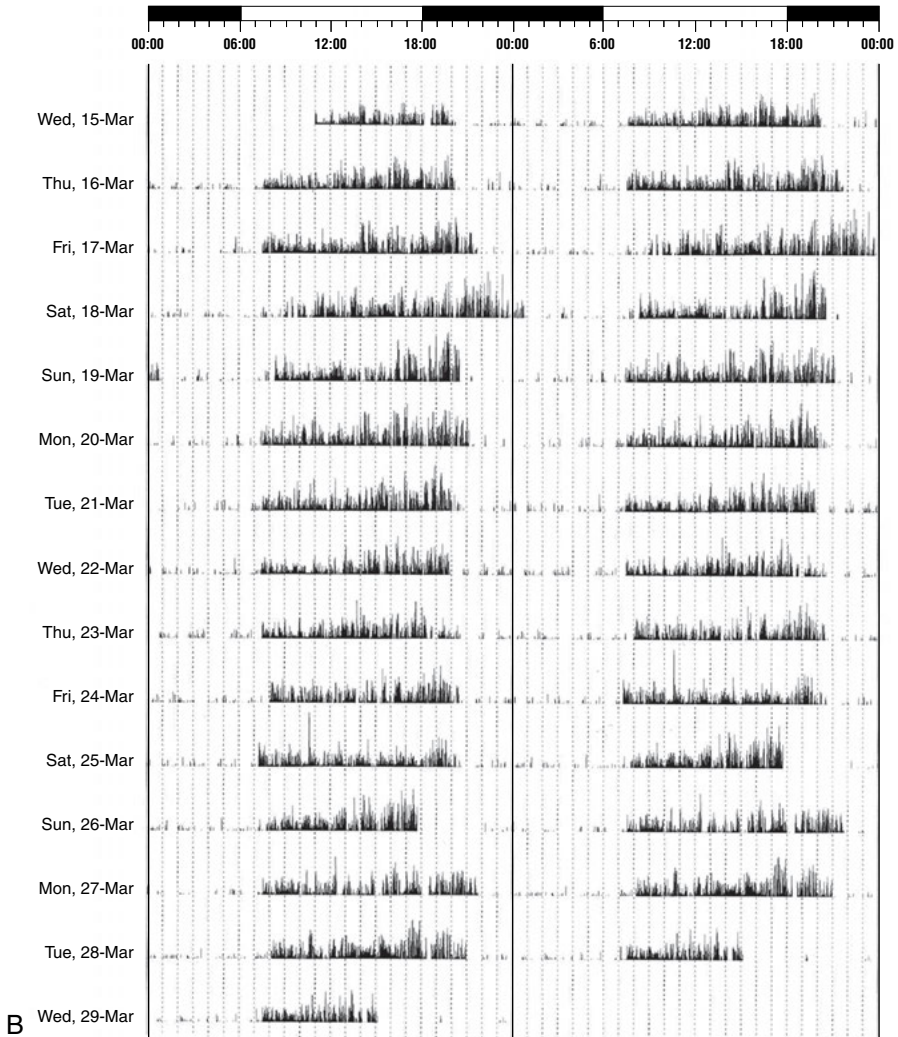 00:00 06:00 12:00 18:00 00:00 6:00 12:00 18:00 00:00
Wed, 15-Mar
Thu, 16-Mar
Fri, 17-Mar
Sat, 18-Mar
Sun, 19-Mar
Mon, 20-Mar
Tue, 21-Mar
Wed, 22-Mar
Thu, 23-Mar
Fri, 24-Mar
Sat, 25-Mar
Sun, 26-Mar
Mon, 27-Mar
Tue, 28-Mar
Wed, 29-Mar
B